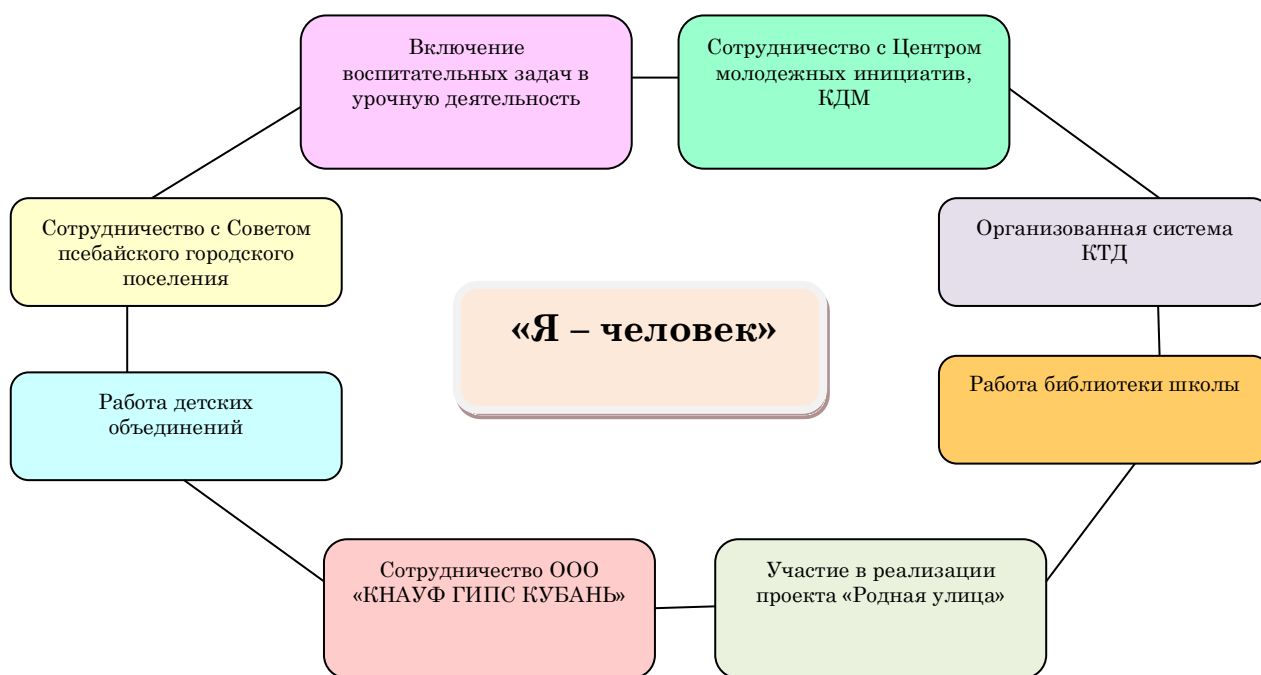 Включение
воспитательных задач в
урочную деятельность
Сотрудничество с Центром
молодежных инициатив,
КДМ
Сотрудничество с Советом
псебайского городского
поселения
Организованная система
КТД
«Я – человек»
Работа детских
объединений
Работа библиотеки школы
Сотрудничество ООО
«КНАУФ ГИПС КУБАНЬ»
Участие в реализации
проекта «Родная улица»